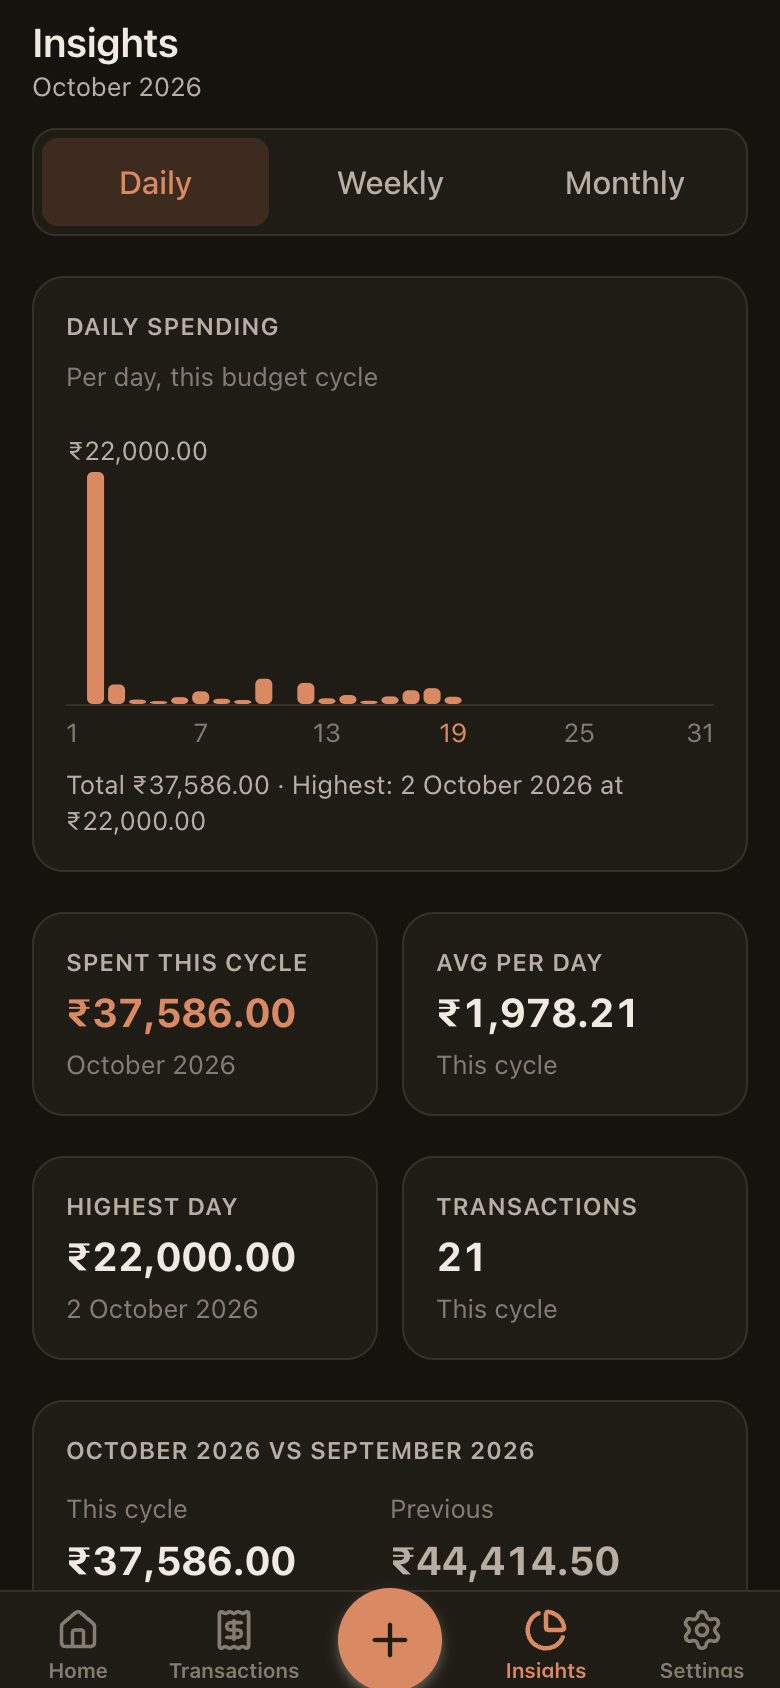 Insights
October 2026
Daily Weekly Monthly
DAILY SPENDING
Per day, this budget cycle
₹22,000.00
1 7 13 19 25 31
Total ₹37,586.00 · Highest: 2 October 2026 at
₹22,000.00
SPENT THIS CYCLE
₹37,586.00
October 2026
AVG PER DAY
₹1,978.21
This cycle
HIGHEST DAY
₹22,000.00
2 October 2026
TRANSACTIONS
21
This cycle
OCTOBER 2026 VS SEPTEMBER 2026
This cycle Previous
₹37,586.00 ₹44,414.50
Home Transactions Insights Settings